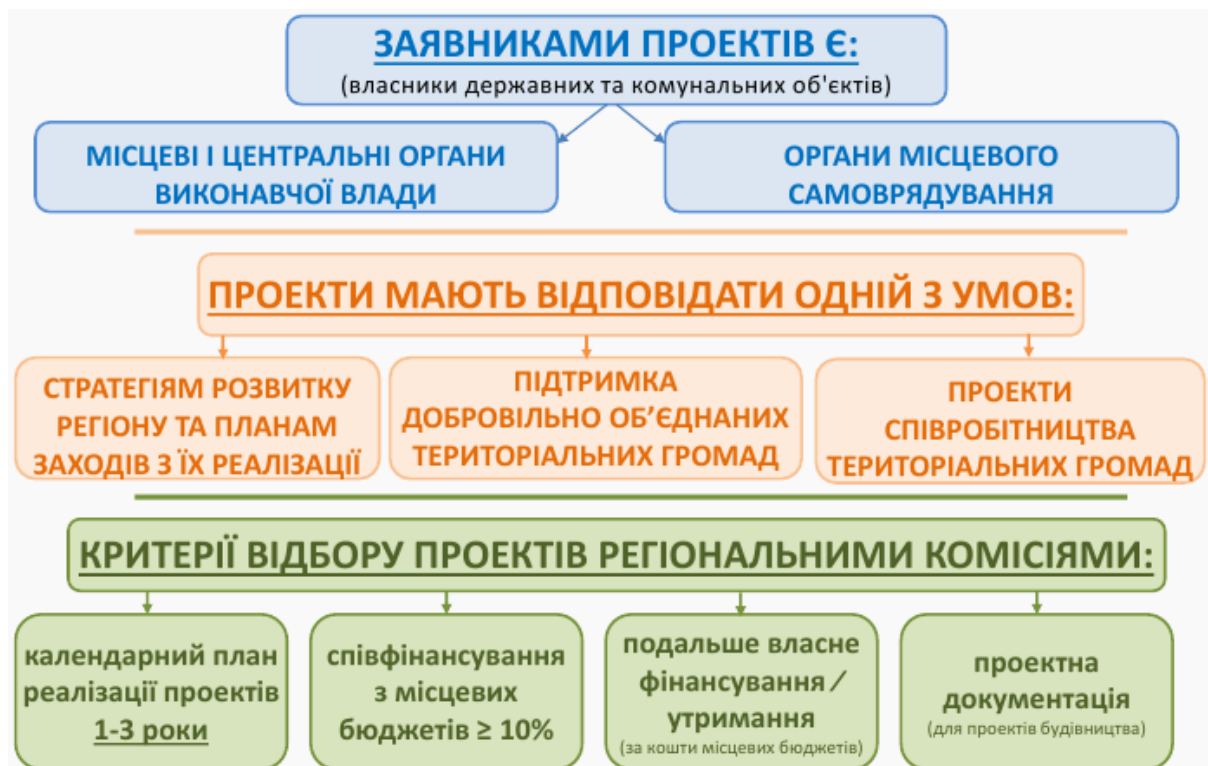 ЗАЯВНИКАМИ ПРОЕКТІВ Є:
(власники державних та комунальних об'єктів)
МІСЦЕВІ І ЦЕНТРАЛЬНІ ОРГАНИ
ВИКОНАВЧОЇ ВЛАДИ
ОРГАНИ МІСЦЕВОГО
САМОВРЯДУВАННЯ
ПРОЕКТИ МАЮТЬ ВІДПОВІДАТИ ОДНІЙ З УМОВ:
СТРАТЕГІЯМ РОЗВИТКУ
РЕГІОНУ ТА ПЛАНАМ
ЗАХОДІВ З ЇХ РЕАЛІЗАЦІЇ
ПІДТРИМКА
ДОБРОВІЛЬНО ОБ’ЄДНАНИХ
ТЕРИТОРІАЛЬНИХ ГРОМАД
ПРОЕКТИ
СПІВРОБІТНИЦТВА
ТЕРИТОРІАЛЬНИХ ГРОМАД
КРИТЕРІЇ ВІДБОРУ ПРОЕКТІВ РЕГІОНАЛЬНИМИ КОМІСІЯМИ:
календарний план
реалізації проектів
1-3 роки
співфінансування
з місцевих
бюджетів ≥ 10%
подальше власне
фінансування /
утримання
(за кошти місцевих бюджетів)
проектна
документація
(для проектів будівництва)